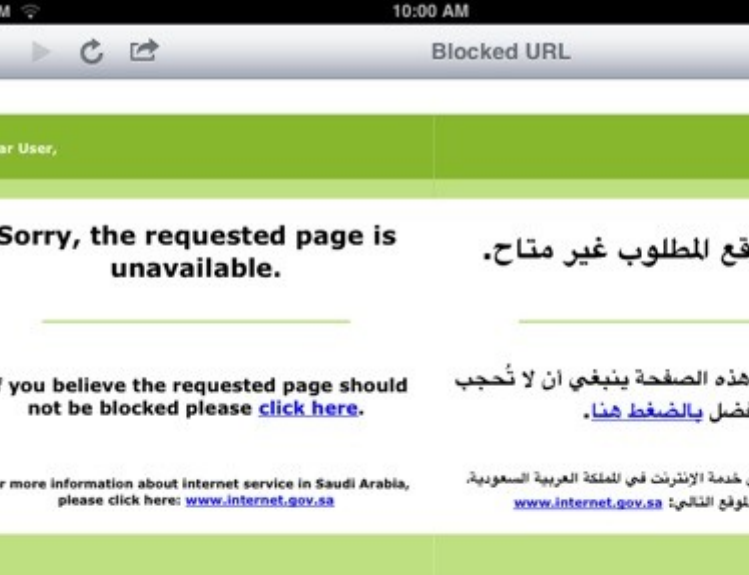 10:00 AM
Blocked URL
User,
Sorry, the requested page is
unavailable.
you believe the requested page should
not be blocked please click here.
more information about internet service in Saudi Arabia,
please click here: www.internet.gov.sa
المطلوب غير متاح.
هذه الصفحة ينبغي أن لا تُحجب
بالضغط هنا.
خدمة الإنترنت في المملكة العربية السعودية،
التالي: www.internet.gov.sa